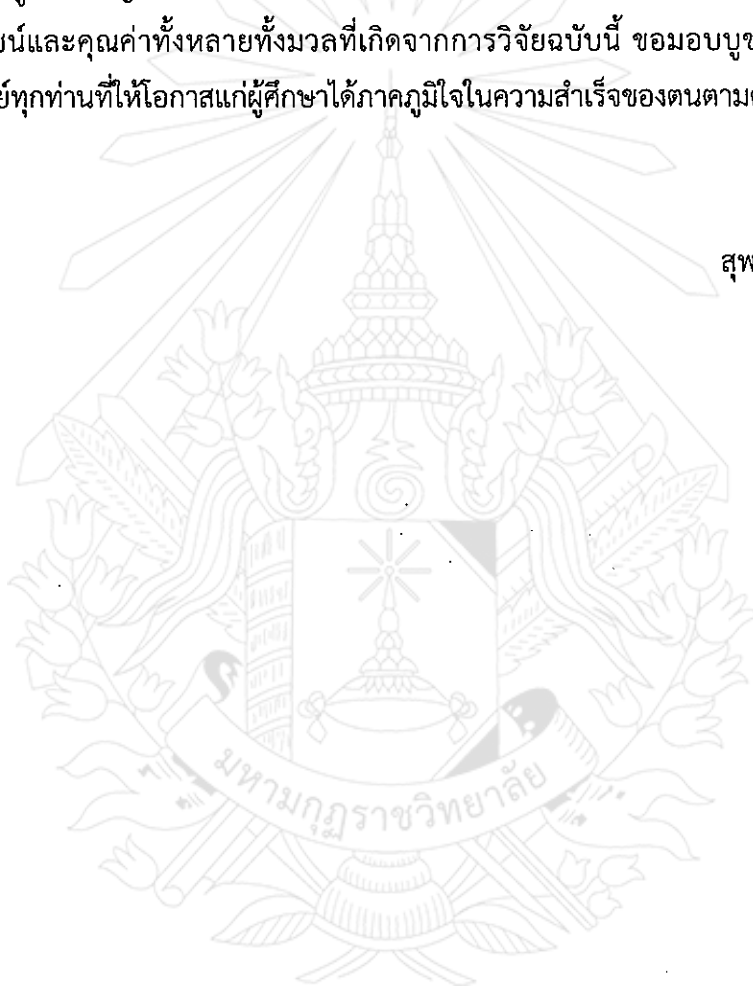 ชน์และคุณค่าทั้งหลายทั้งมวลที่เกิดจากการวิจัยฉบับนี้ ขอมอบบูช
ย์ทุกท่านที่ให้โอกาสแก่ผู้ศึกษาได้ภาคภูมิใจในความสำเร็จของตนตาม
สุพ
มหามกุฏราชวิทยาลัย